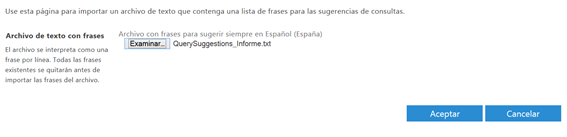 Use esta página para importar un archivo de texto que contenga una lista de frases para las sugerencias de consultas.
Archivo de texto con frases
El archivo se interpreta como una
frase por línea. Todas las frases
existentes se quitarán antes de
importar las frases del archivo.
Archivo con frases para sugerir siempre en Español (España)
Examinar... QuerySuggestions_Informe.txt
Aceptar Cancelar